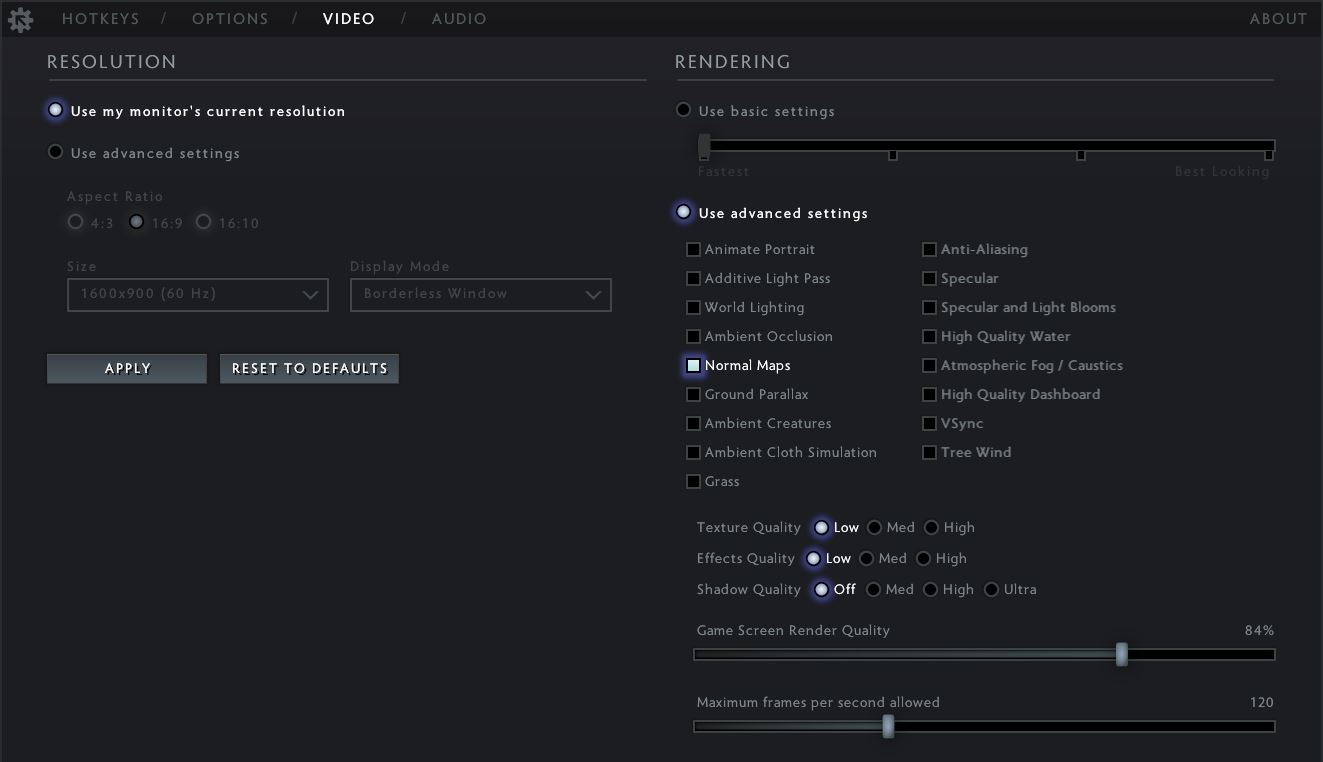 HOTKEYS / OPTIONS / VIDEO / AUDIO ABOUT
RESOLUTION
Use my monitor's current resolution
Use advanced settings
Aspect Ratio
4:3 16:9 16:10
Size Display Mode
1600x900 (60 Hz) Borderless Window
APPLY RESET TO DEFAULTS
RENDERING
Use basic settings
Fastest Best Looking
Use advanced settings
Animate Portrait
Additive Light Pass
World Lighting
Ambient Occlusion
Normal Maps
Ground Parallax
Ambient Creatures
Ambient Cloth Simulation
Grass
Anti-Aliasing
Specular
Specular and Light Blooms
High Quality Water
Atmospheric Fog / Caustics
High Quality Dashboard
VSync
Tree Wind
Texture Quality Low Med High
Effects Quality Low Med High
Shadow Quality Off Med High Ultra
Game Screen Render Quality 84%
Maximum frames per second allowed 120